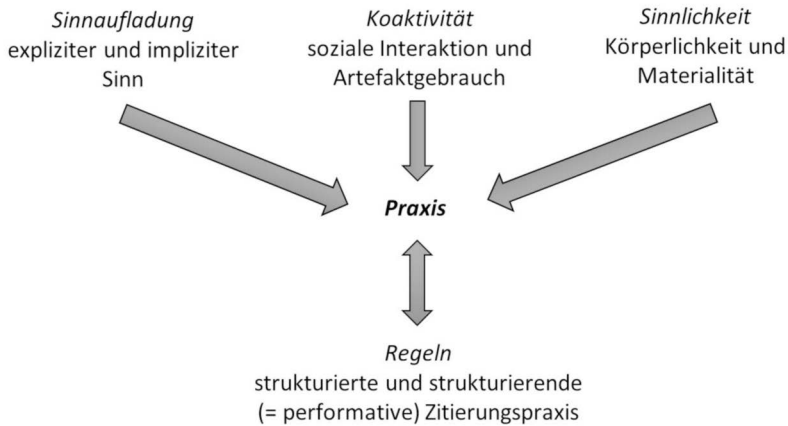 Sinnaufladung
expliziter und impliziter
Sinn
Koaktivität
soziale Interaktion und
Artefaktgebrauch
Sinnlichkeit
Körperlichkeit und
Materialität
Praxis
Regeln
strukturierte und strukturierende
(= performative) Zitierungspraxis